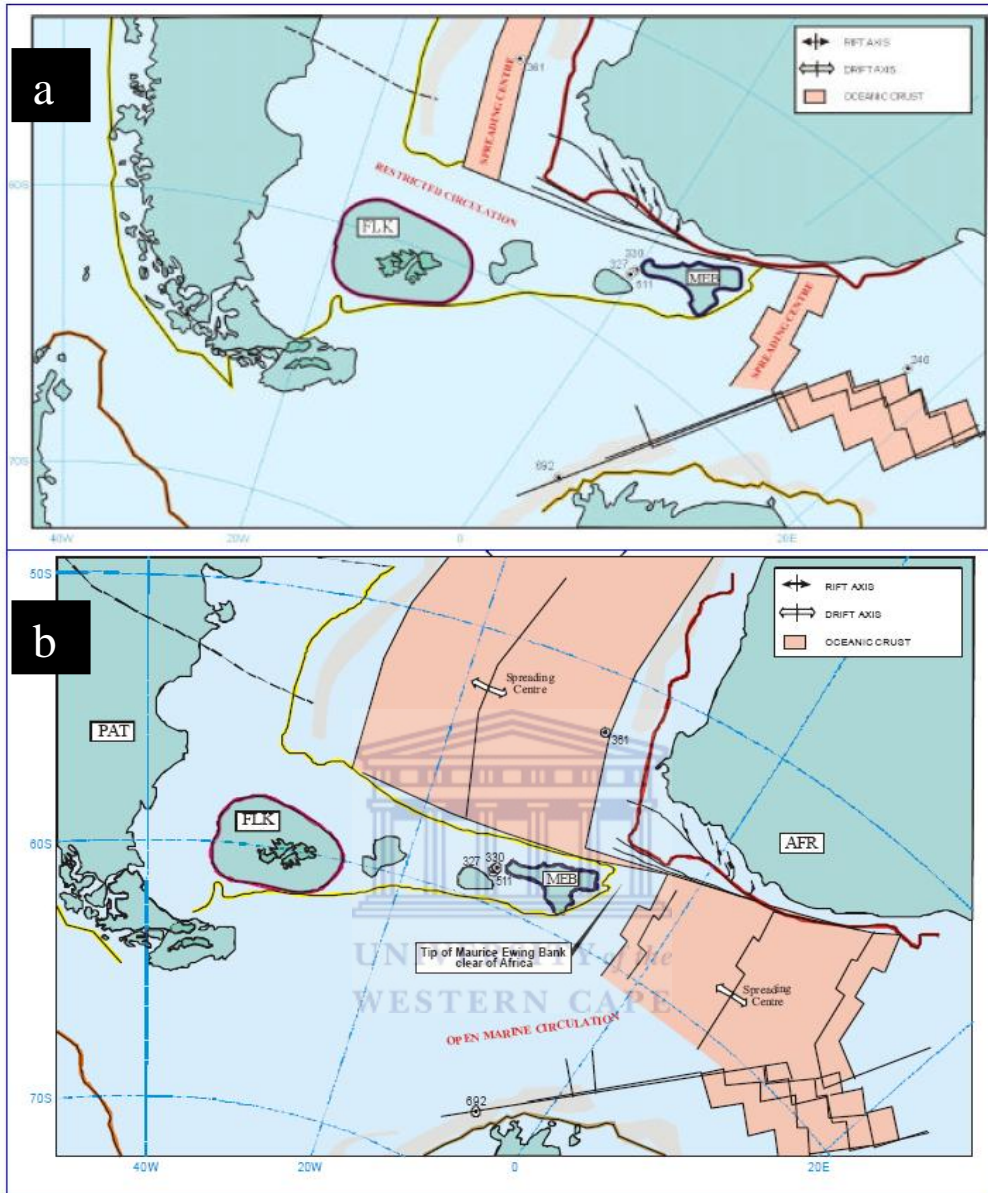 a
RIFT AXIS
DRIFT AXIS
OCEANIC CRUST
361
SPREADING CENTRE
60S
RESTRICTED CIRCULATION
FLK
330
327
511
MEB
SPREADING CENTRE
246
70S
692
40W
20W
0
20E
b
50S
RIFT AXIS
DRIFT AXIS
OCEANIC CRUST
Spreading
Centre
PAT
361
FLK
AFR
60S
327
330
511
MEB
Tip of Maurice Ewing Bank
clear of Africa
UNIVERSITY of the
WESTERN CAPE
Spreading
Centre
OPEN MARINE CIRCULATION
70S
692
40W
20W
0
20E